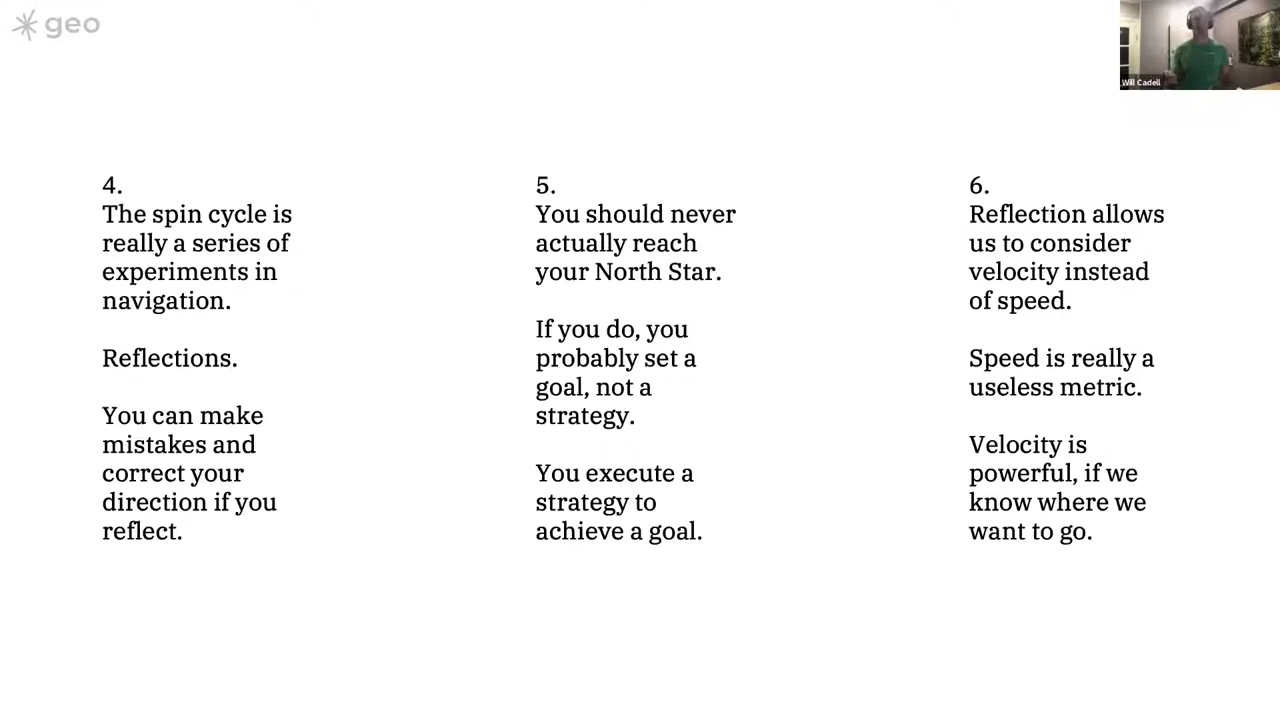 geo
Will Cadell
4.
The spin cycle is
really a series of
experiments in
navigation.
Reflections.
You can make
mistakes and
correct your
direction if you
reflect.
5.
You should never
actually reach
your North Star.
If you do, you
probably set a
goal, not a
strategy.
You execute a
strategy to
achieve a goal.
6.
Reflection allows
us to consider
velocity instead
of speed.
Speed is really a
useless metric.
Velocity is
powerful, if we
know where we
want to go.